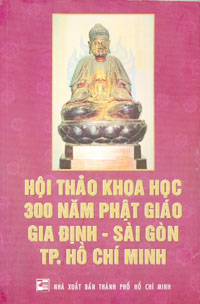 HỘI THẢO KHOA HỌC
300 NĂM PHẬT GIÁO
GIA ĐỊNH - SÀI GÒN
TP. HỒ CHÍ MINH
NHÀ XUẤT BẢN THÀNH PHỐ HỒ CHÍ MINH